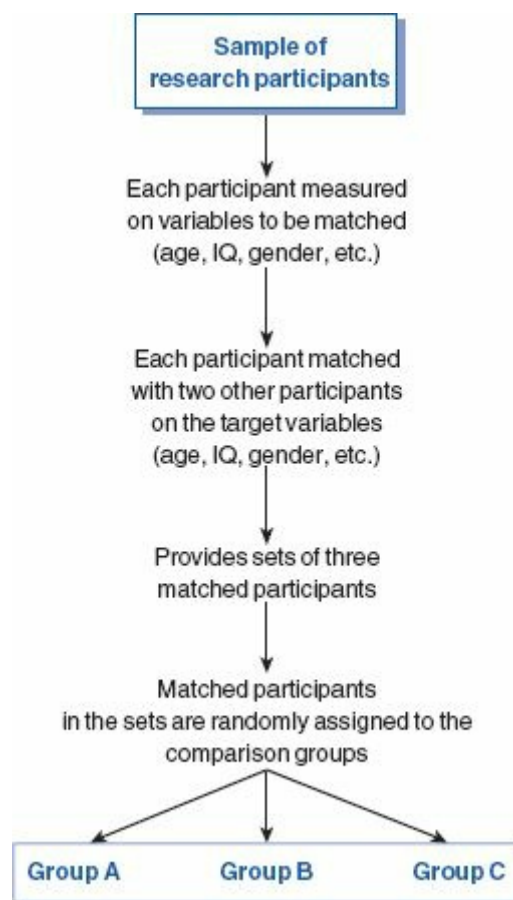 Sample of
research participants
Each participant measured
on variables to be matched
(age, IQ, gender, etc.)
Each participant matched
with two other participants
on the target variables
(age, IQ, gender, etc.)
Provides sets of three
matched participants
Matched participants
in the sets are randomly assigned to the
comparison groups
Group A Group B Group C